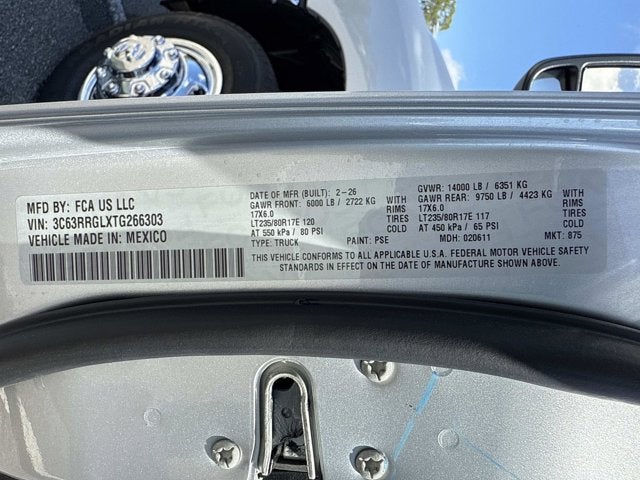 MFD BY: FCA US LLC
VIN: 3C63RRGLXTG266303
VEHICLE MADE IN: MEXICO
DATE OF MFR (BUILT): 2-26
GVWR: 14000 LB / 6351 KG
GAWR FRONT: 6000 LB / 2722 KG WITH
GAWR REAR: 9750 LB / 4423 KG WITH
17X6.0 RIMS
17X6.0 RIMS
LT235/80R17E 120 TIRES
LT235/80R17E 117 TIRES
AT 550 kPa / 80 PSI COLD
AT 450 kPa / 65 PSI COLD
TYPE: TRUCK PAINT: PSE MDH: 020611 MKT: 875
THIS VEHICLE CONFORMS TO ALL APPLICABLE U.S.A. FEDERAL MOTOR VEHICLE SAFETY
STANDARDS IN EFFECT ON THE DATE OF MANUFACTURE SHOWN ABOVE.